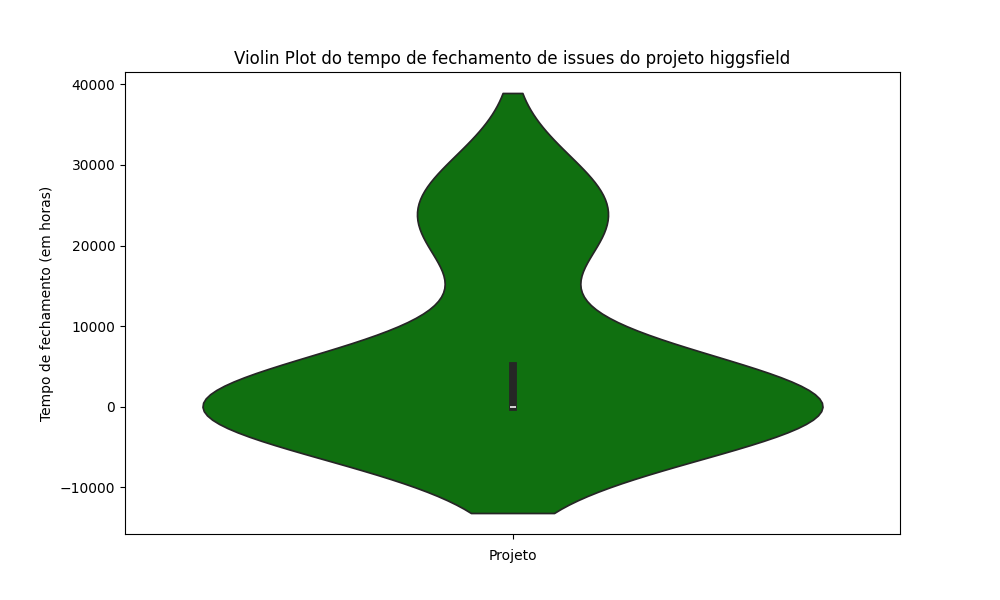 Violin Plot do tempo de fechamento de issues do projeto higgsfield
Tempo de fechamento (em horas)
40000
30000
20000
10000
0
−10000
Projeto